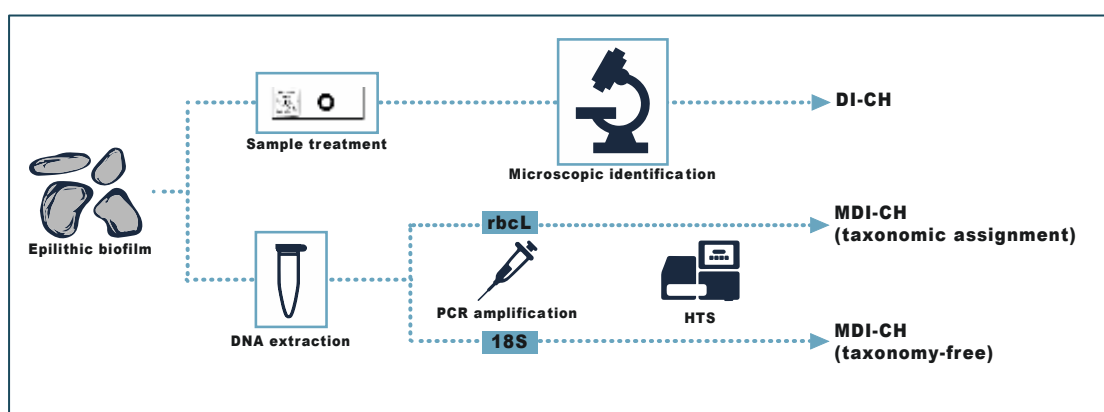 Sample treatment
Microscopic identification
DI-CH
Epilithic biofilm
DNA extraction
rbcL
PCR amplification
HTS
18S
MDI-CH
(taxonomic assignment)
MDI-CH
(taxonomy-free)